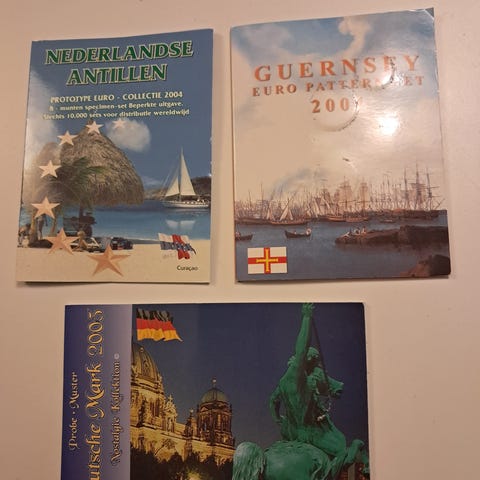 NEDERLANDSE
ANTILLEN
PROTOTYPE EURO - COLLECTIE 2004
8 - munten specimen-set Beperkte uitgave.
Slechts 10.000 sets voor distributie wereldwijd
Curaçao
GUERNSEY
EURO PATTERN SET
Probe • Muster
utsche Mark 2005
Nostalgie - Kollektion ©